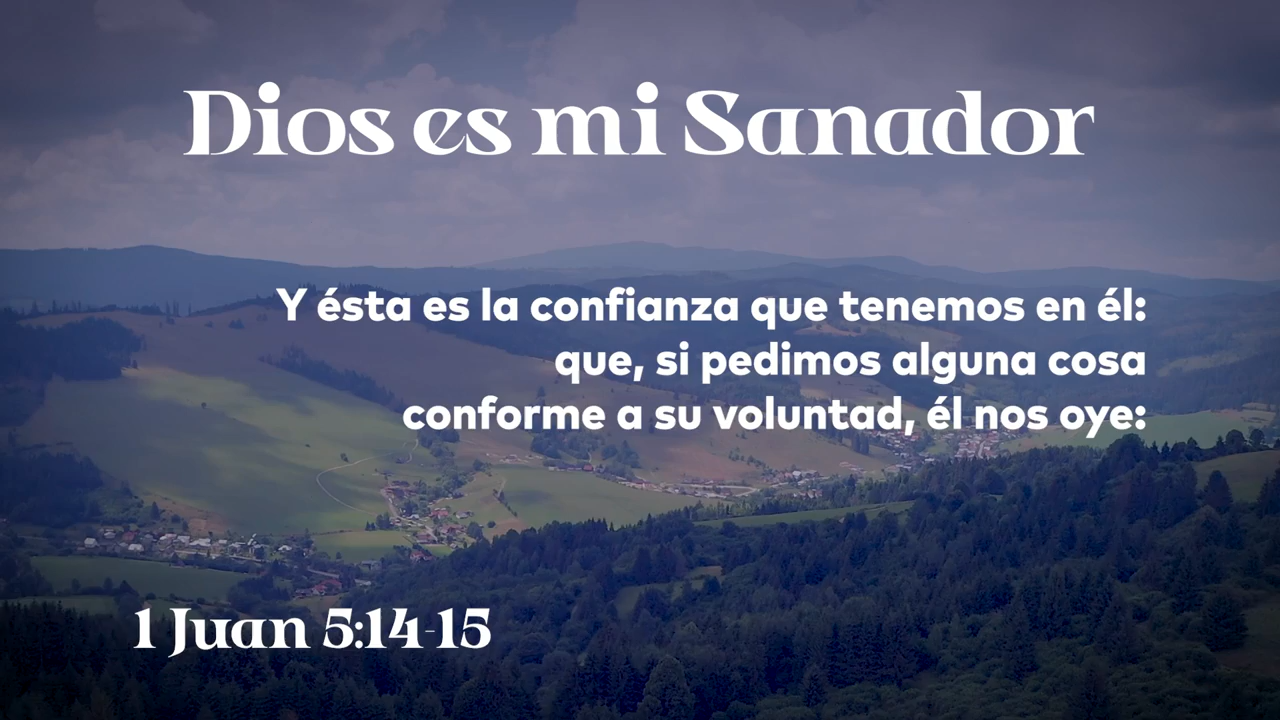 Dios es mi Sanador
Y ésta es la confianza que tenemos en él:
que, si pedimos alguna cosa
conforme a su voluntad, él nos oye:
1 Juan 5:14-15